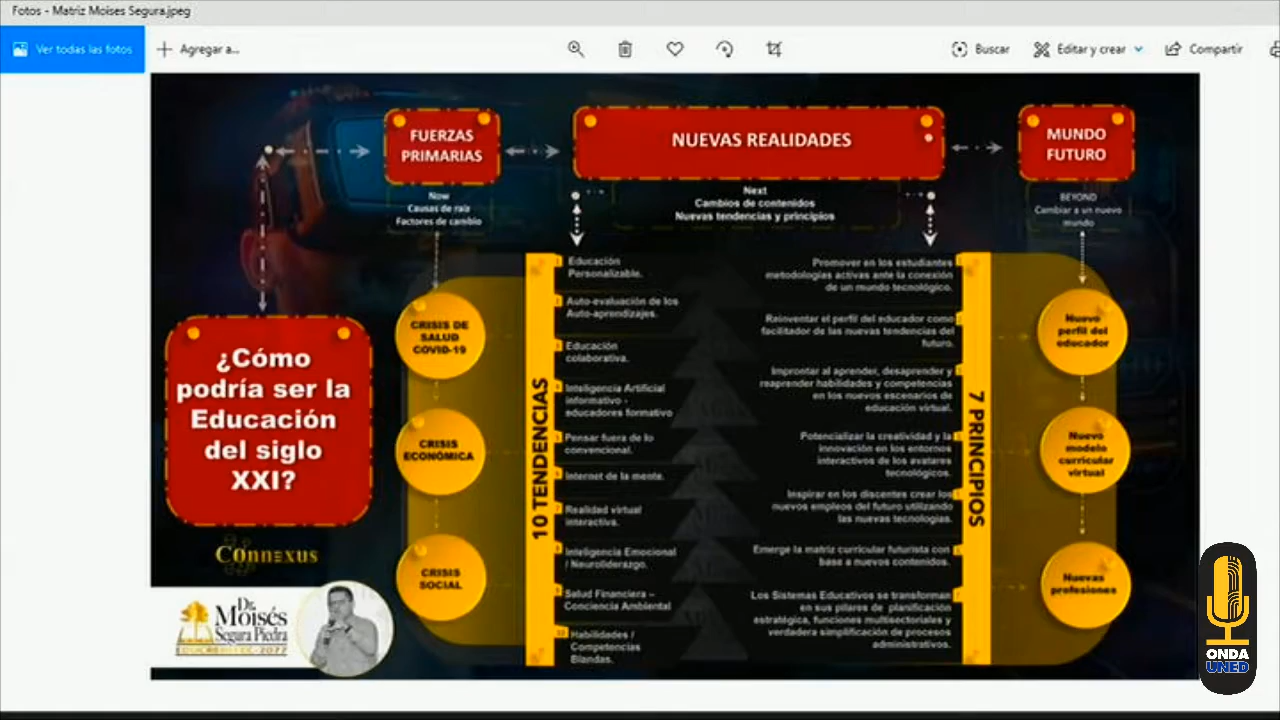 Fotos - Matriz Moises Segura.jpeg
Ver todas las fotos
Agregar a...
Buscar
Editar y crear
Compartir
FUERZAS
PRIMARIAS
NUEVAS REALIDADES
MUNDO
FUTURO
Now
Causas de raíz
Factores de cambio
Next
Cambios de contenidos
Nuevas tendencias y principios
BEYOND
Cambiar a un nuevo
mundo
¿Cómo
podría ser la
Educación
del siglo
XXI?
CRISIS DE
SALUD
COVID-19
CRISIS
ECONÓMICA
CRISIS
SOCIAL
10 TENDENCIAS
Educación
Personalizable.
Auto-evaluación de los
Auto-aprendizajes.
Educación
colaborativa.
Inteligencia Artificial
informativo -
educadores formativo
Pensar fuera de lo
convencional.
Internet de la mente.
Realidad virtual
interactiva.
Inteligencia Emocional
/ Neuroliderazgo.
Salud Financiera –
Conciencia Ambiental
Habilidades /
Competencias
Blandas.
Promover en los estudiantes
metodologías activas ante la conexión
de un mundo tecnológico.
Reinventar el perfil del educador como
facilitador de las nuevas tendencias del
futuro.
Improntar al aprender, desaprender y
reaprender habilidades y competencias
en los nuevos escenarios de
educación virtual.
Potencializar la creatividad y la
innovación en los entornos
interactivos de los avatares
tecnológicos.
Inspirar en los discentes crear los
nuevos empleos del futuro utilizando
las nuevas tecnologías.
Emerge la matriz curricular futurista con
base a nuevos contenidos.
Los Sistemas Educativos se transforman
en sus pilares de planificación
estratégica, funciones multisectoriales y
verdadera simplificación de procesos
administrativos.
7 PRINCIPIOS
Nuevo
perfil del
educador
Nuevo
modelo
curricular
virtual
Nuevas
profesiones
Connexus
Dr.
Moisés
Segura Piedra
ONDA
UNED